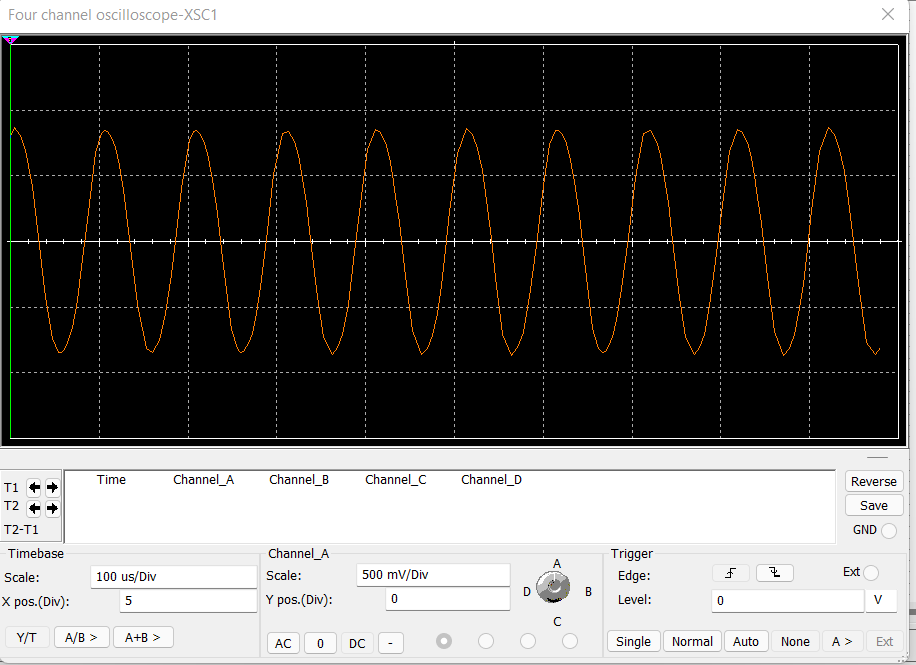 Four channel oscilloscope-XSC1
Time Channel_A Channel_B Channel_C Channel_D
T1
T2
T2-T1
Reverse
Save
GND
Timebase
Scale: 100 us/Div
X pos.(Div): 5
Y/T A/B > A+B >
Channel_A
Scale: 500 mV/Div
Y pos.(Div): 0
AC 0 DC -
A
D B
C
Trigger
Edge: Ext
Level: 0 V
Single Normal Auto None A > Ext